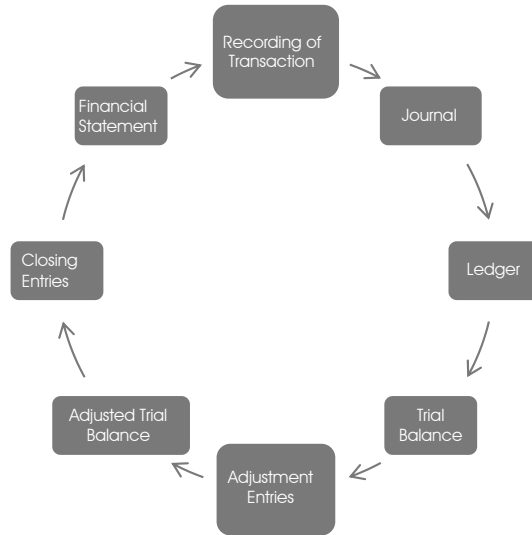 Recording of
Transaction
Journal
Ledger
Trial
Balance
Adjustment
Entries
Adjusted Trial
Balance
Closing
Entries
Financial
Statement